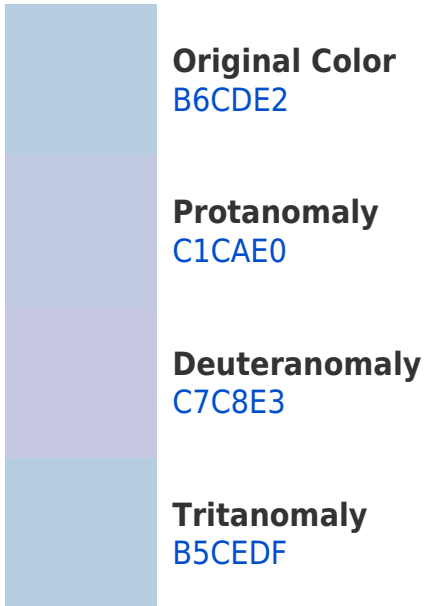 Original Color
B6CDE2
Protanomaly
C1CAE0
Deuteranomaly
C7C8E3
Tritanomaly
B5CEDF